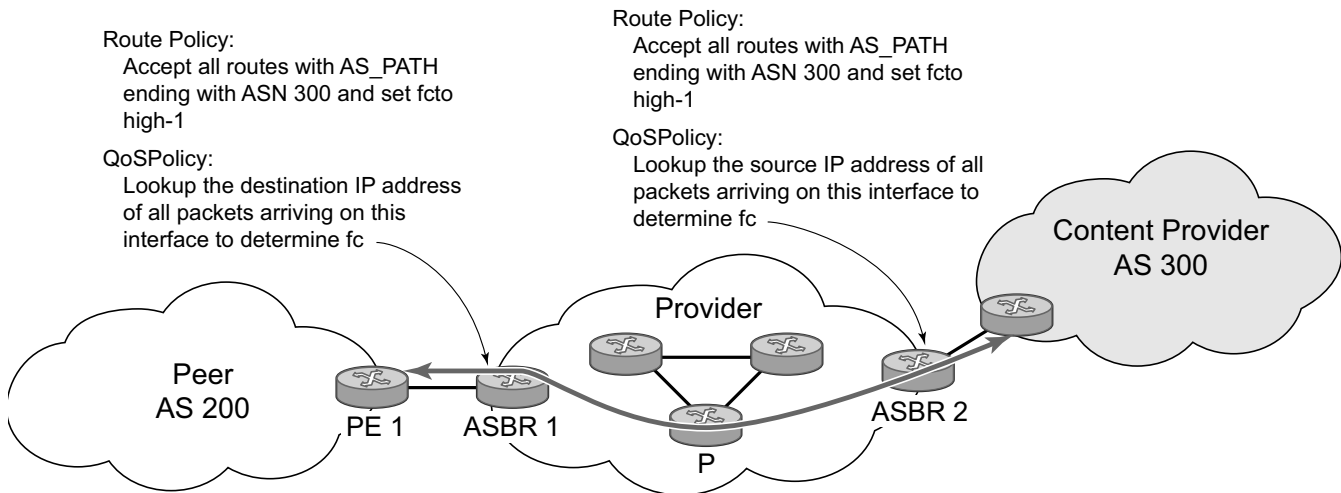 Route Policy:
Accept all routes with AS_PATH
ending with ASN 300 and set fcto
high-1
QoSPolicy:
Lookup the destination IP address
of all packets arriving on this
interface to determine fc
Route Policy:
Accept all routes with AS_PATH
ending with ASN 300 and set fcto
high-1
QoSPolicy:
Lookup the source IP address of all
packets arriving on this interface to
determine fc
Content Provider
AS 300
Provider
Peer
AS 200
PE 1
ASBR 1
P
ASBR 2